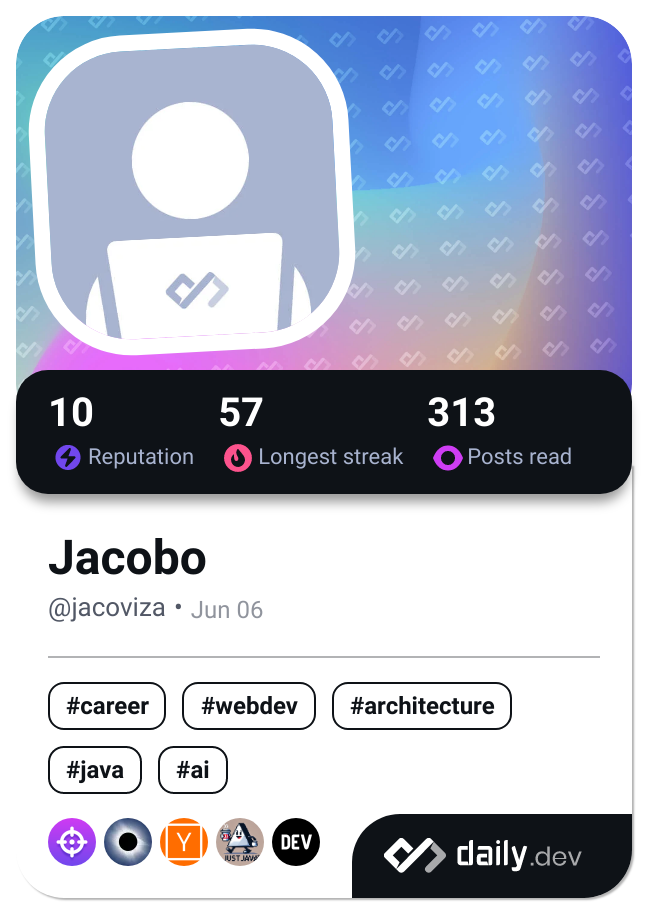 10 57 313
Reputation Longest streak Posts read
Jacobo
@jacoviza • Jun 06
#career #webdev #architecture
#java #ai
Y JUST JAVA DEV
daily.dev